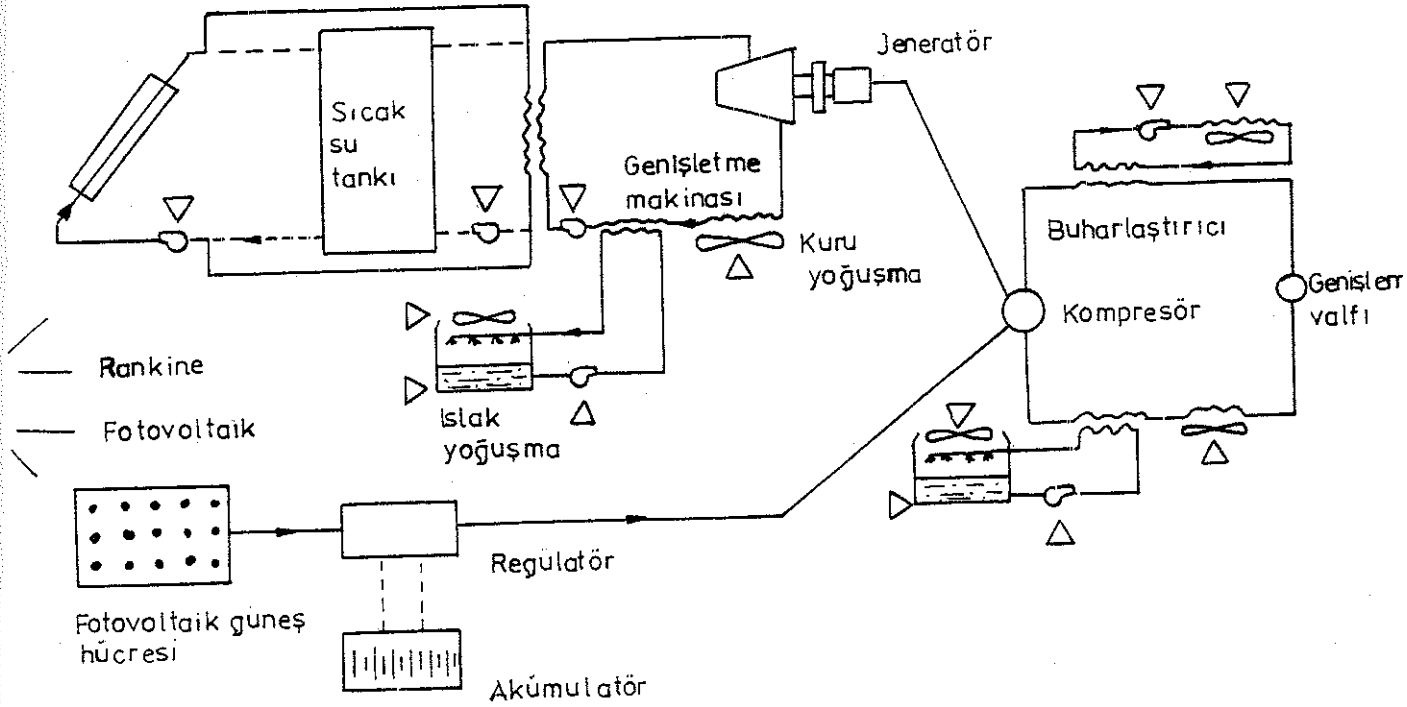 Jeneratör
Sıcak
su
tankı
Genişletme
makinası
Kuru
yoğuşma
Buharlaştırıcı
Kompresör
Genişlem
valfı
Rankine
Fotovoltaik
Islak
yoğuşma
Regülatör
Fotovoltaik güneş
hücresi
Akümulatör